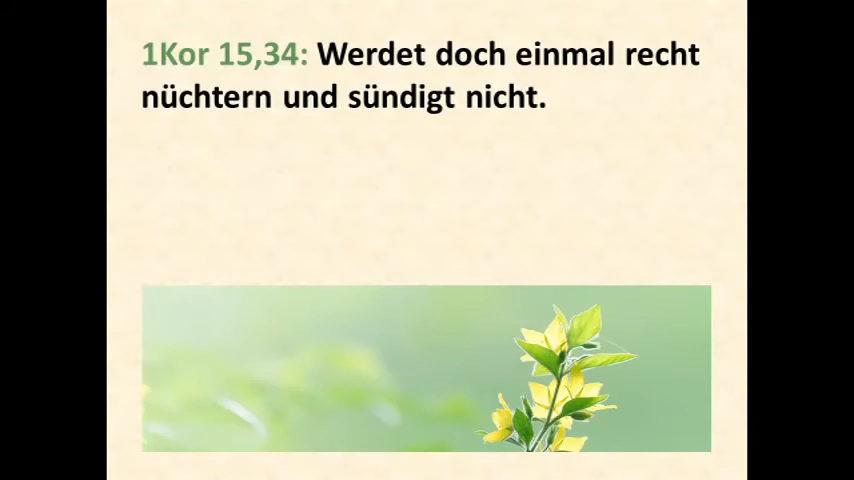 1Kor 15,34: Werdet doch einmal recht
nüchtern und sündigt nicht.